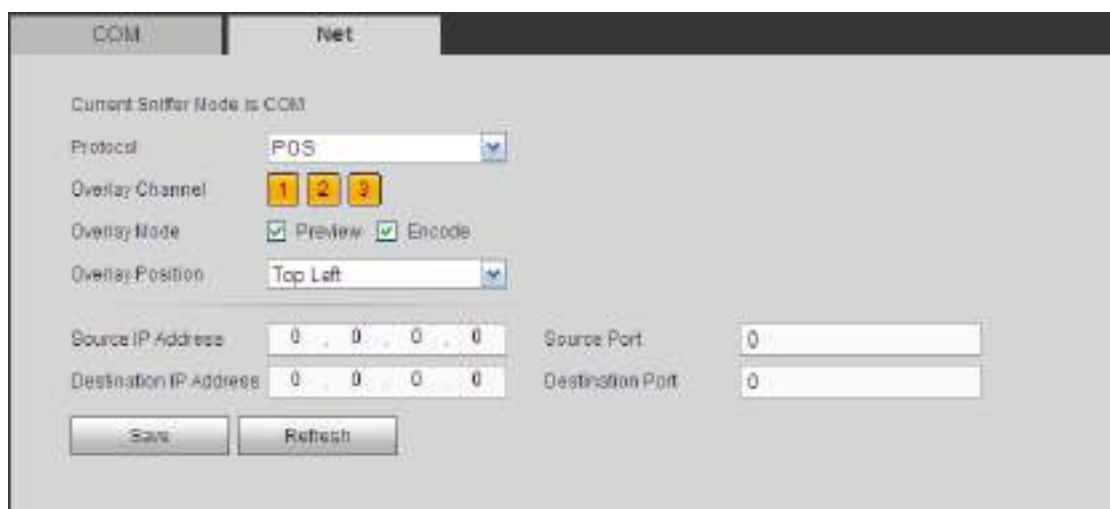 COM Net
Current Sniffer Mode is COM
Protocol POS
Overlay Channel 1 2 3
Overlay Mode Preview Encode
Overlay Position Top Left
Source IP Address 0 . 0 . 0 . 0 Source Port 0
Destination IP Address 0 . 0 . 0 . 0 Destination Port 0
Save Refresh